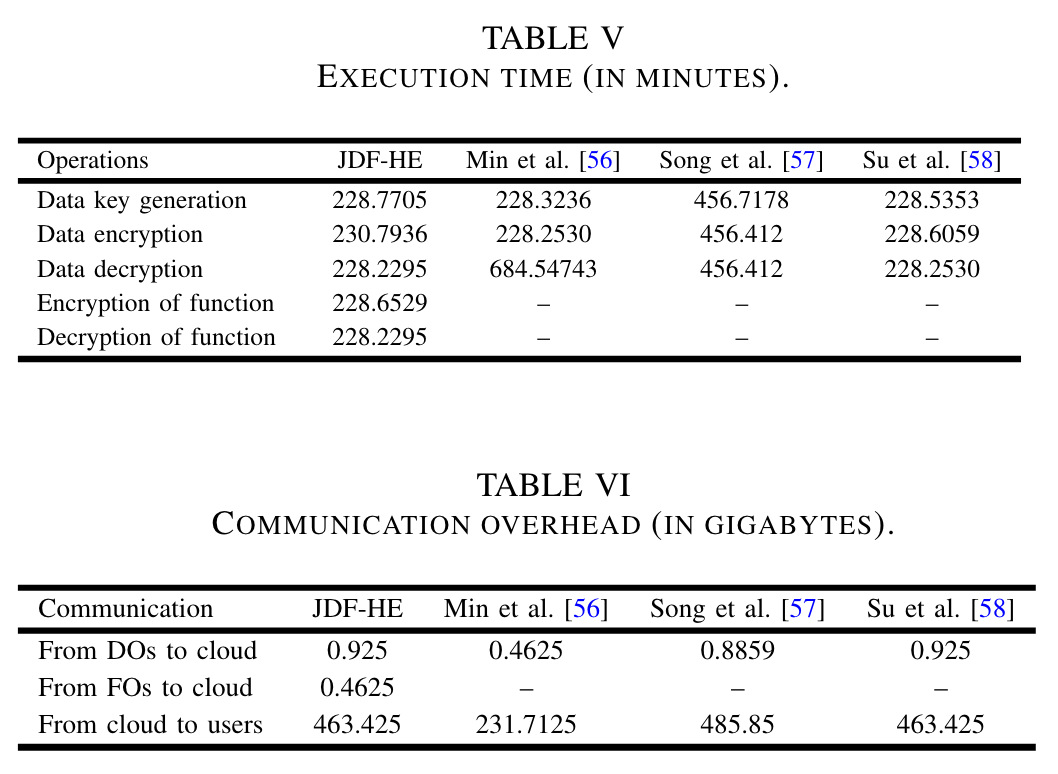 TABLE V
EXECUTION TIME (IN MINUTES).
Operations JDF-HE Min et al. [56] Song et al. [57] Su et al. [58]
Data key generation 228.7705 228.3236 456.7178 228.5353
Data encryption 230.7936 228.2530 456.412 228.6059
Data decryption 228.2295 684.54743 456.412 228.2530
Encryption of function 228.6529 – – –
Decryption of function 228.2295 – – –
TABLE VI
COMMUNICATION OVERHEAD (IN GIGABYTES).
Communication JDF-HE Min et al. [56] Song et al. [57] Su et al. [58]
From DOs to cloud 0.925 0.4625 0.8859 0.925
From FOs to cloud 0.4625 – – –
From cloud to users 463.425 231.7125 485.85 463.425